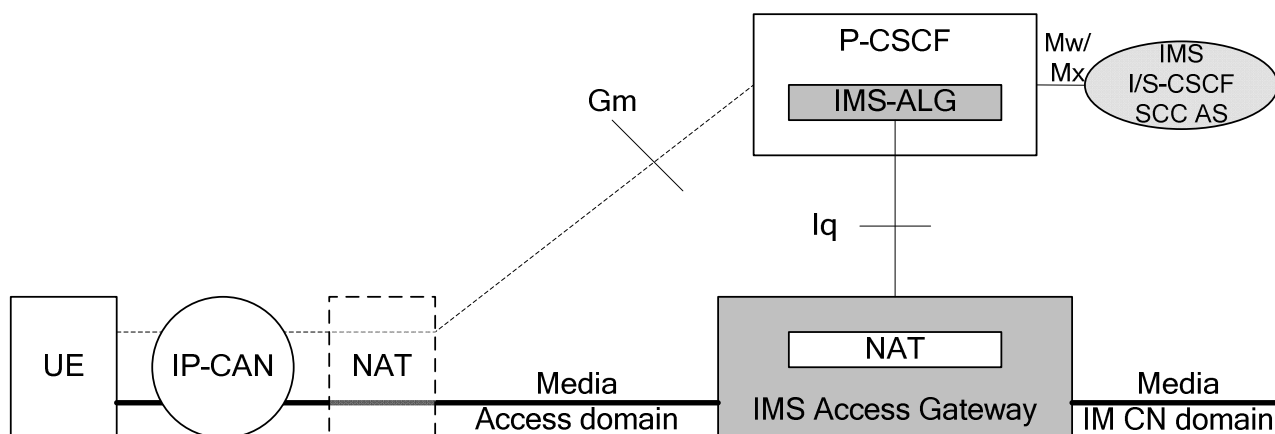 P-CSCF
IMS-ALG
Mw/
Mx
IMS
I/S-CSCF
SCC AS
Gm
Iq
UE
IP-CAN
NAT
Media
Access domain
NAT
IMS Access Gateway
Media
IM CN domain